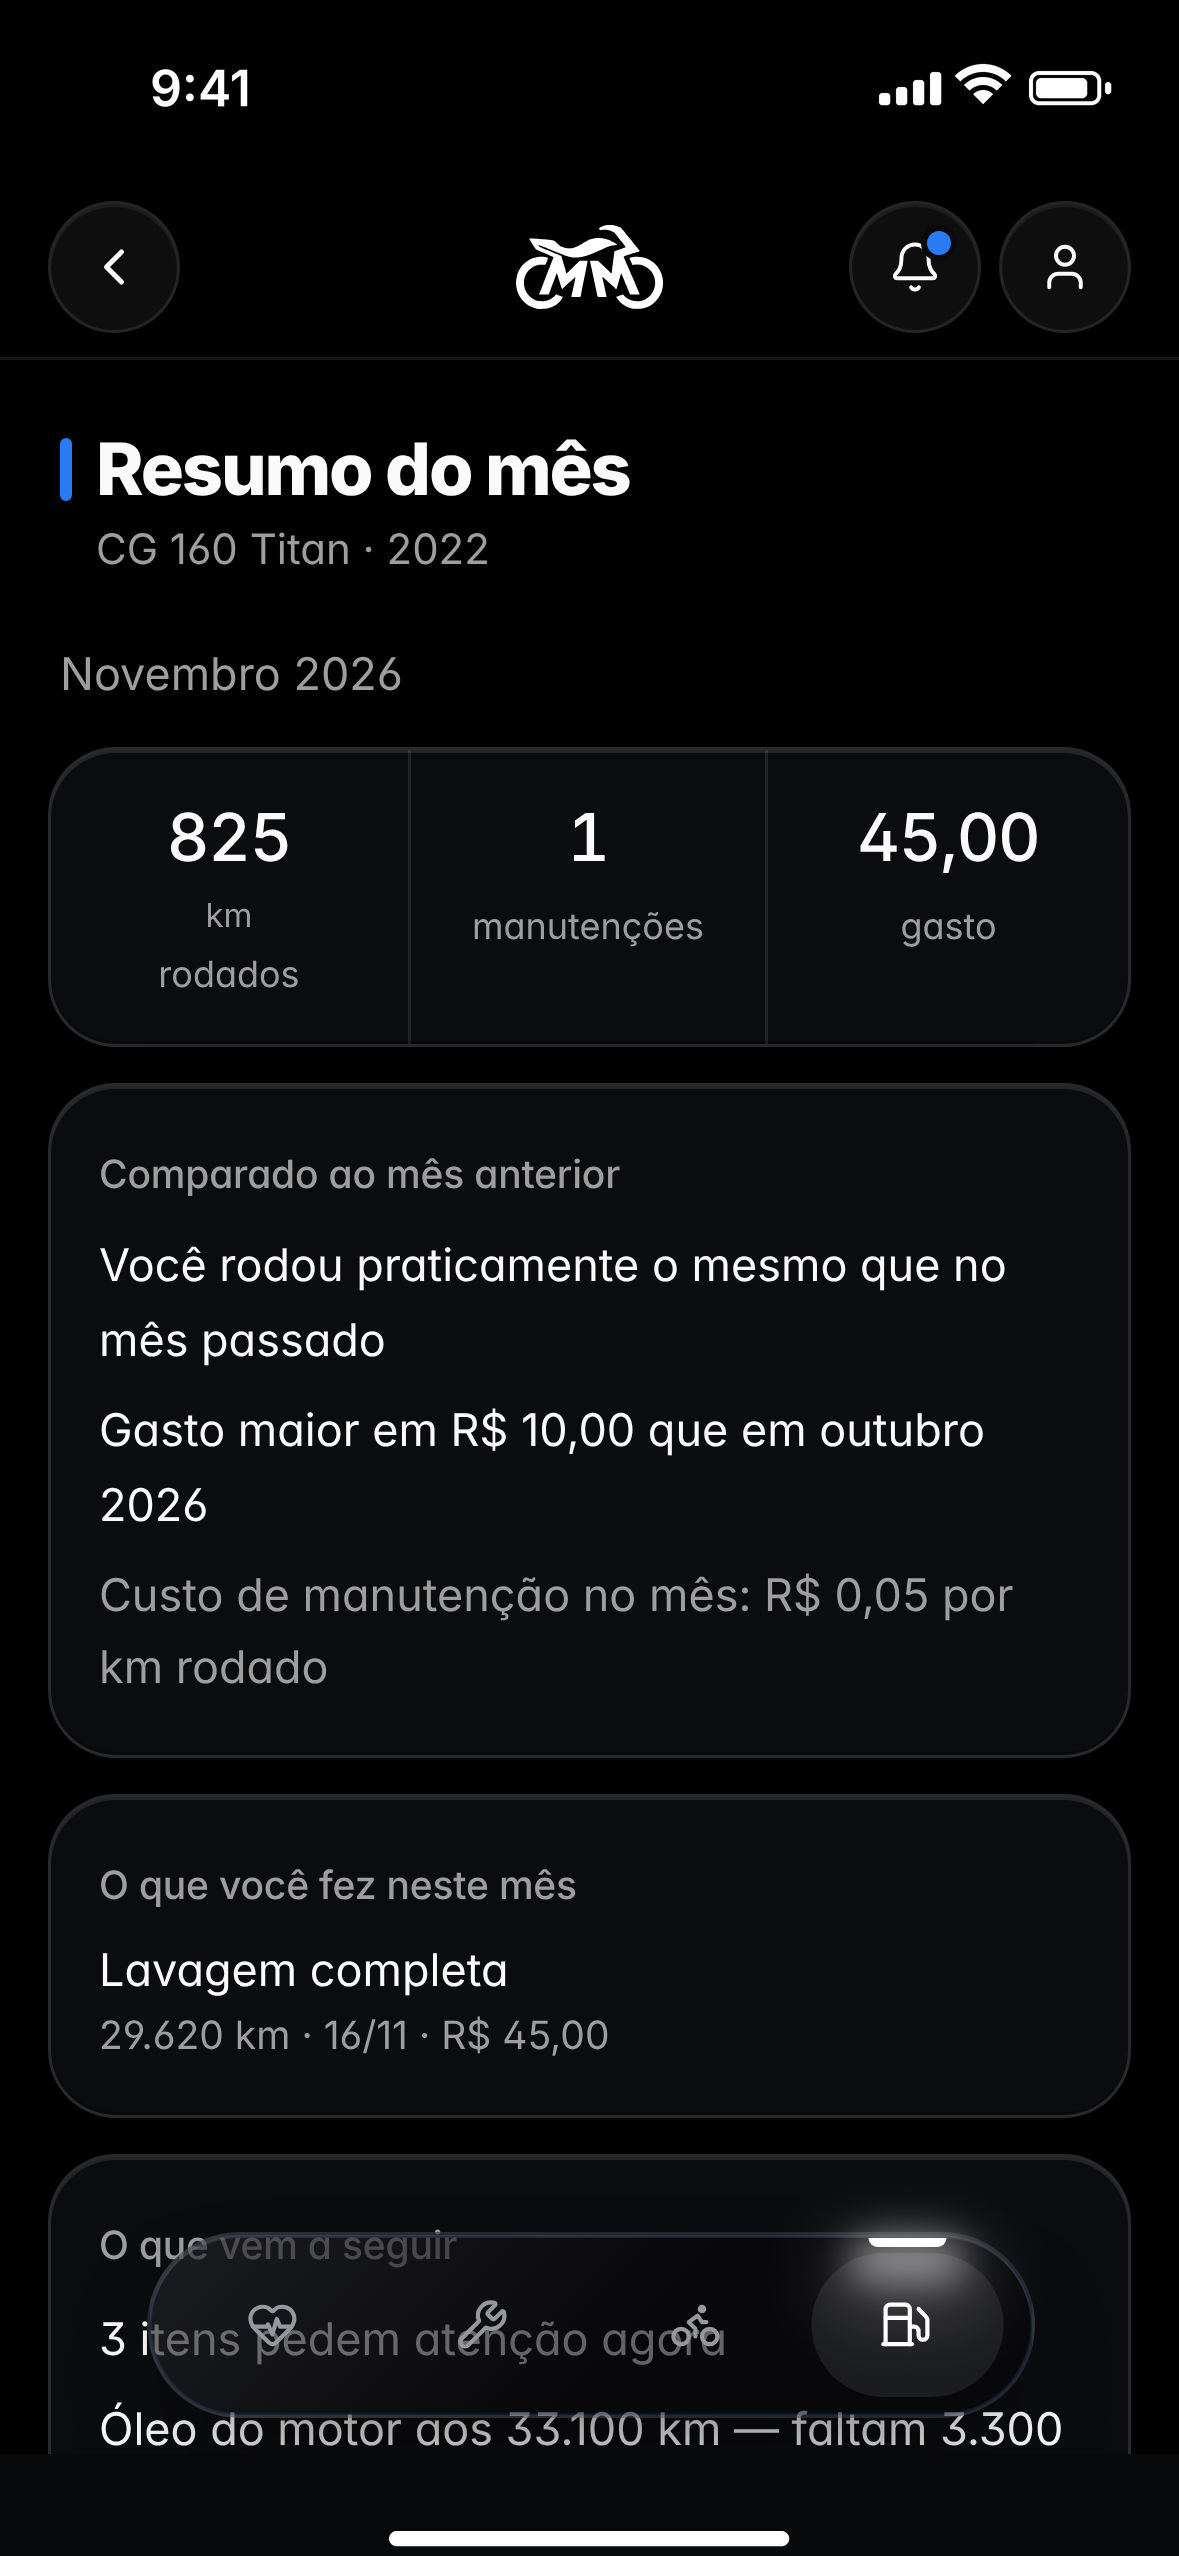 9:41
MM
Resumo do mês
CG 160 Titan · 2022
Novembro 2026
825
km
rodados
1
manutenções
45,00
gasto
Comparado ao mês anterior
Você rodou praticamente o mesmo que no
mês passado
Gasto maior em R$ 10,00 que em outubro
2026
Custo de manutenção no mês: R$ 0,05 por
km rodado
O que você fez neste mês
Lavagem completa
29.620 km · 16/11 · R$ 45,00
O que vem a seguir
3 itens pedem atenção agora
Óleo do motor aos 33.100 km — faltam 3.300